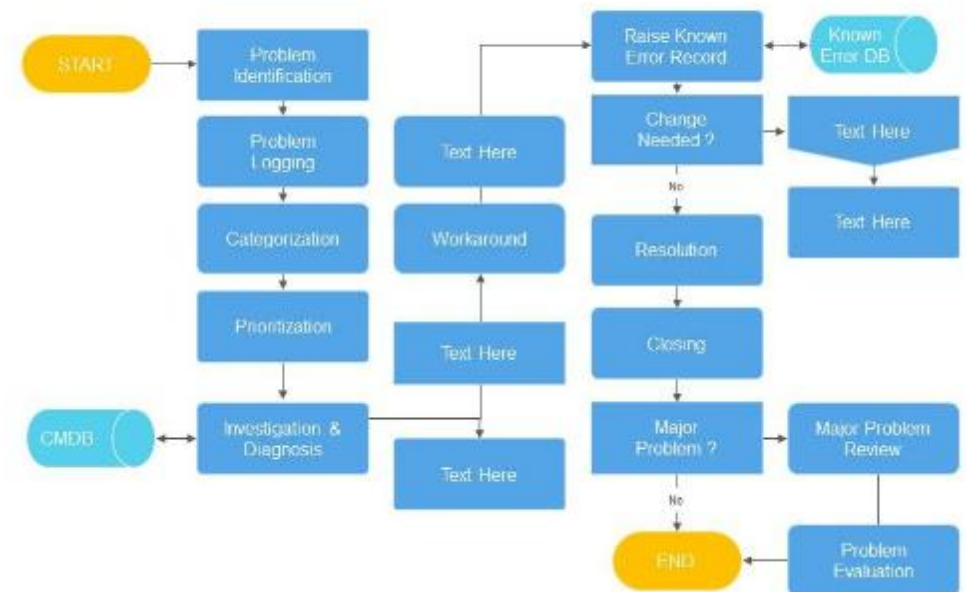 START
Problem
Identification
Problem
Logging
Categorization
Prioritization
CMDB
Investigation &
Diagnosis
Text Here
Workaround
Text Here
Text Here
Raise Known
Error Record
Known
Error DB
Change
Needed ?
Text Here
Text Here
No
Resolution
Closing
Major
Problem ?
Major Problem
Review
No
END
Problem
Evaluation